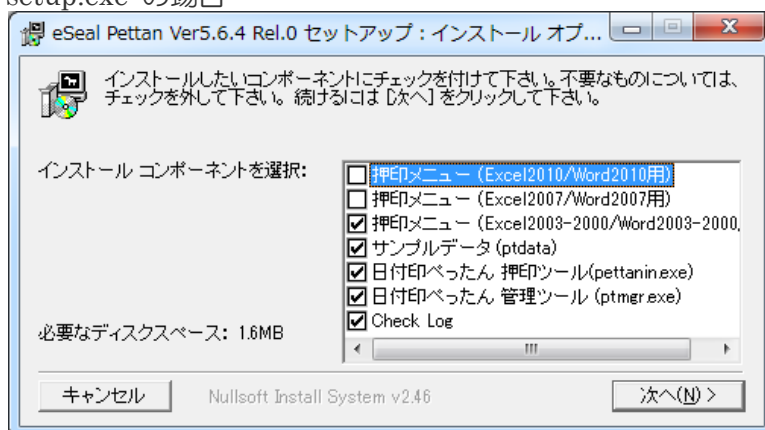 setup.exe の場合
eSeal Pettan Ver5.6.4 Rel.0 セットアップ : インストール オプ...
インストールしたいコンポーネントにチェックを付けて下さい。不要なものについては、
チェックを外して下さい。続けるには [次へ] をクリックして下さい。
インストール コンポーネントを選択:
押印メニュー (Excel2010/Word2010用)
押印メニュー (Excel2007/Word2007用)
押印メニュー (Excel2003-2000/Word2003-2000,
サンプルデータ(ptdata)
日付印ぺったん 押印ツール(pettanin.exe)
日付印ぺったん 管理ツール (ptmgr.exe)
Check Log
必要なディスクスペース: 1.6MB
キャンセル
Nullsoft Install System v2.46
次へ(N) >